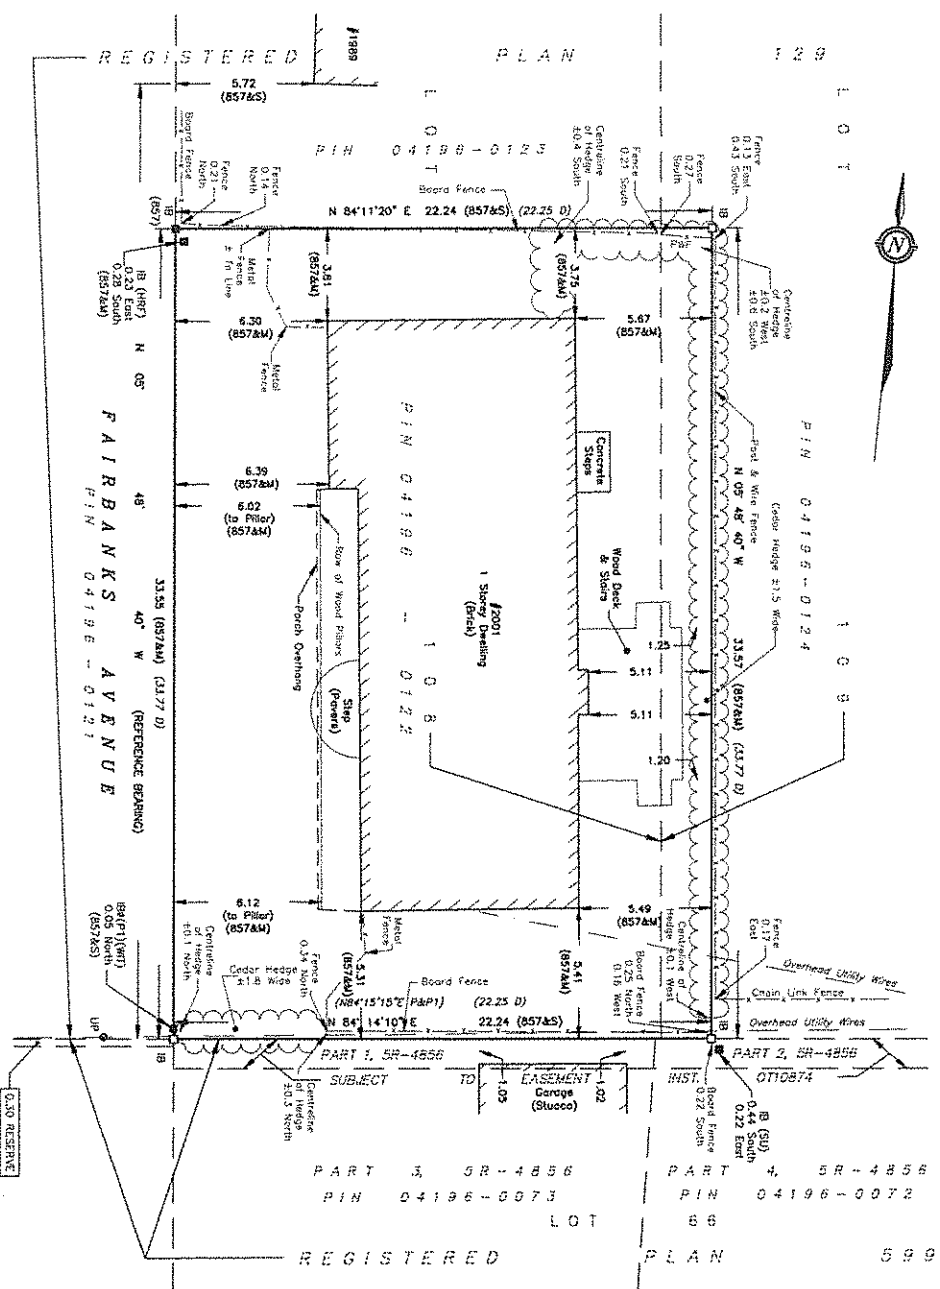 REGISTERED PLAN 129
#1989
LOT
LOT
5.72
(857&S)
PIN 04196-0123
Board Fence
Fence
0.21
North
Fence
0.14
North
Board Fence
Centreline
of Hedge
±0.4 South
Fence
0.21 South
Fence
0.27
South
Fence
0.13 East
0.43 South
IB
(857)
IB
N 84°11'20" E 22.24 (857&S) (22.25 D)
IB
N
IB (HRF)
0.23 East
0.28 South
(857&M)
Metal
Fence
± On Line
3.81
(857&M)
3.75
(857&M)
Centreline
of Hedge
±0.2 West
±0.6 South
6.30
(857&M)
Metal
Fence
5.67
(857&M)
PIN 04196-0122
PIN 04196-0124
Post & Wire Fence
Cedar Hedge ±1.5 Wide
N 05° 48' 40" W 33.57 (857&M) (33.77 D)
Concrete
Steps
6.39
(857&M)
6.02
(to Pillar)
(857&M)
Row of Wood Pillars
Porch Overhang
#2001
1 Storey Dwelling
(Brick)
Wood Deck
& Stairs
108
109
1.25
5.11
5.11
1.20
Step
(Pavers)
FAIRBANKS AVENUE
PIN 04196-0121
N 05° 48' 40" W (REFERENCE BEARING)
33.55 (857&M) (33.77 D)
6.12
(to Pillar)
(857&M)
5.49
(857&M)
Metal
Fence
5.31
(857&M)
5.41
(857&M)
IBØ(P1)(WIT)
0.05 North
(857&S)
Centreline
of Hedge
±0.1 North
Cedar Hedge
±1.8 Wide
Fence
0.34 North
Board Fence
(N84°15'15"E P&P1) (22.25 D)
N 84° 14'10" E 22.24 (857&S)
Board Fence
0.25 North
0.16 West
Centreline of
Hedge ±0.1 West
Fence
0.17
East
Overhead Utility Wires
Chain Link Fence
Overhead Utility Wires
UP
IB
IB
PART 1, 5R-4856
PART 2, 5R-4856
SUBJECT TO EASEMENT INST. OT10874
0.30 RESERVE
Centreline
of Hedge
±0.3 North
1.05
Garage
(Stucco)
1.02
Board Fence
0.22 South
IB (SU)
0.44 South
0.22 East
PART 3, 5R-4856
PART 4, 5R-4856
PIN 04196-0073
PIN 04196-0072
LOT 66
REGISTERED PLAN 599